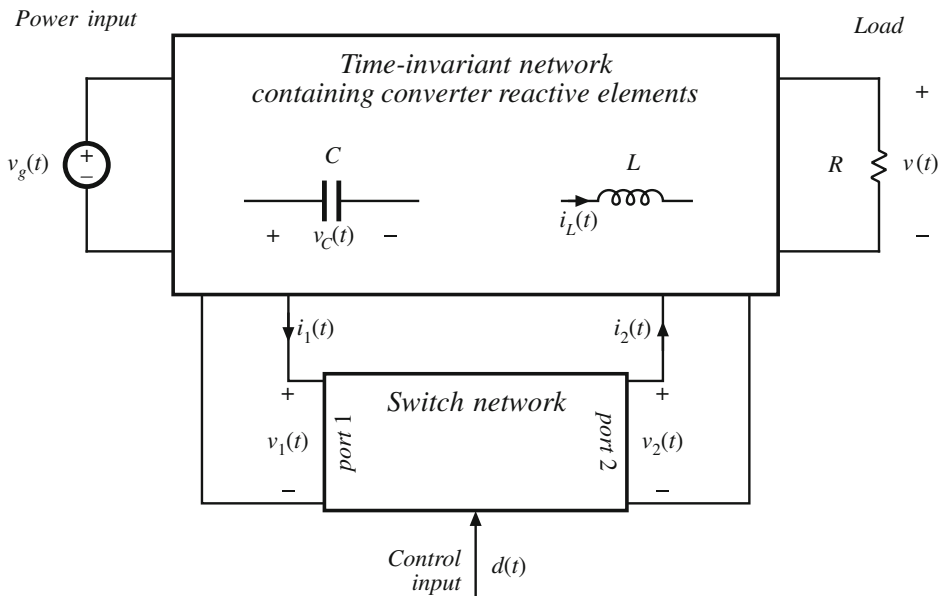 Power input
Load
Time-invariant network
containing converter reactive elements
v_g(t)
+
–
C
+ v_C(t) –
L
i_L(t)
R
+
v(t)
–
i_1(t)
i_2(t)
Switch network
+
v_1(t)
–
port 1
port 2
+
v_2(t)
–
Control
input
d(t)